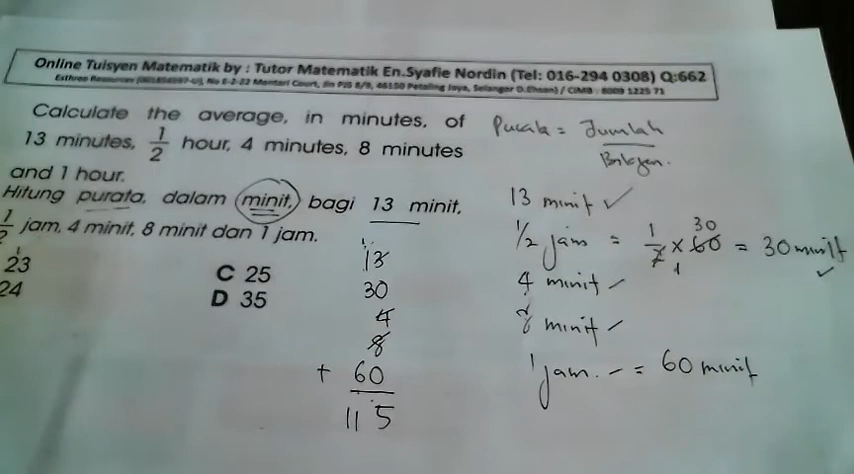 Online Tuisyen Matematik by : Tutor Matematik En.Syafie Nordin (Tel: 016-294 0308) Q:662
Calculate the average, in minutes, of
13 minutes, 1/2 hour, 4 minutes, 8 minutes
and 1 hour.
Hitung purata, dalam minit, bagi 13 minit,
1/2 jam, 4 minit, 8 minit dan 1 jam.
23
24
C 25
D 35
13
30
4
8
+ 60
115
= Jumlah
13 minit ✓
1/2 jam = 1/2 × 60 = 30 minit ✓
30
1
4 minit ✓
8 minit ✓
1 jam. = 60 minit